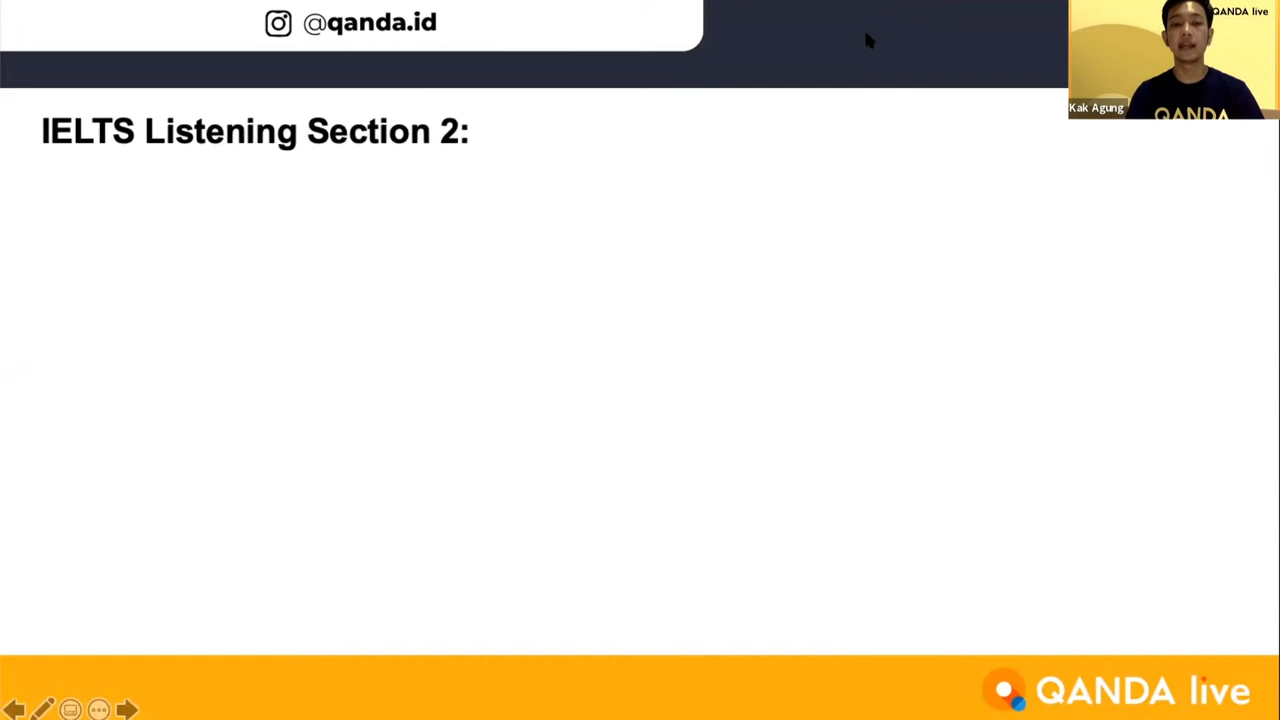 @qanda.id
QANDA live
Kak Agung
QANDA
IELTS Listening Section 2:
QANDA live